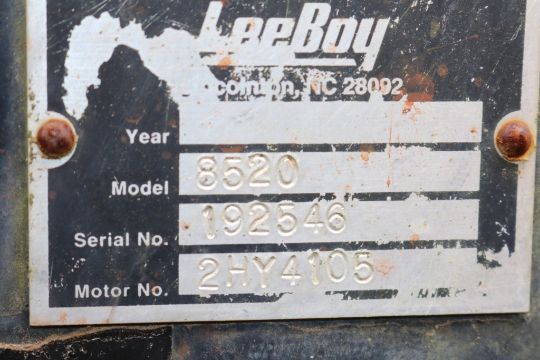 LeeBoy
NC 28092
Year
Model 8520
Serial No. 192546
Motor No. 2HY4105